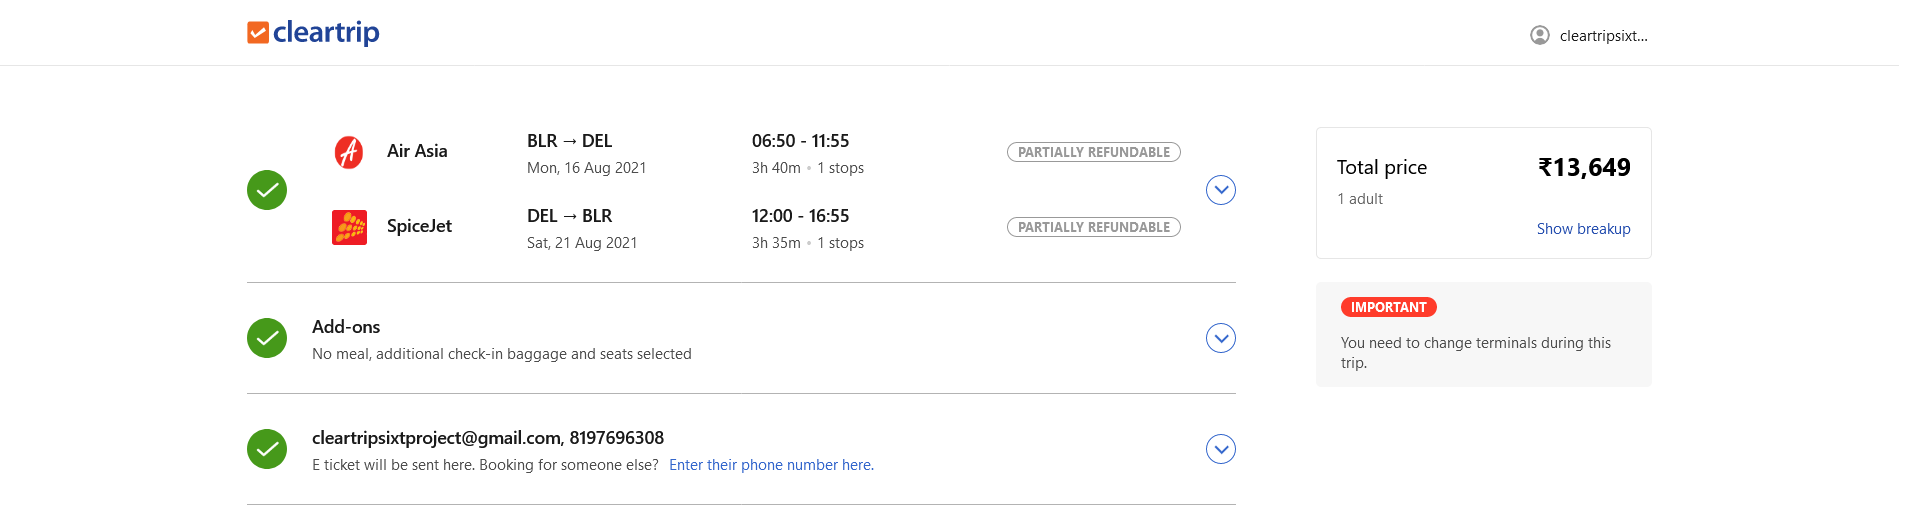 cleartrip
cleartripsixt...
Air Asia
BLR → DEL
Mon, 16 Aug 2021
06:50 - 11:55
3h 40m • 1 stops
PARTIALLY REFUNDABLE
SpiceJet
DEL → BLR
Sat, 21 Aug 2021
12:00 - 16:55
3h 35m • 1 stops
PARTIALLY REFUNDABLE
Add-ons
No meal, additional check-in baggage and seats selected
cleartripsixtproject@gmail.com, 8197696308
E ticket will be sent here. Booking for someone else? Enter their phone number here.
Total price ₹13,649
1 adult
Show breakup
IMPORTANT
You need to change terminals during this
trip.